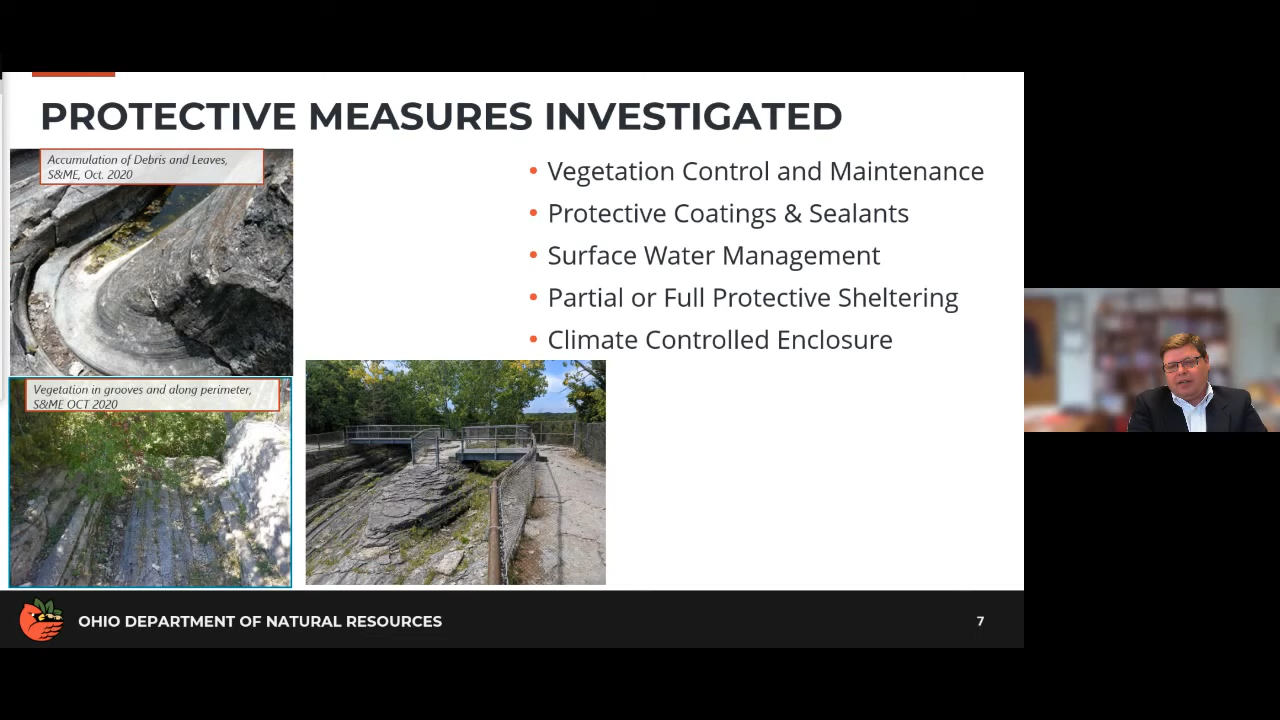 PROTECTIVE MEASURES INVESTIGATED
Accumulation of Debris and Leaves,
S&ME, Oct. 2020
Vegetation in grooves and along perimeter,
S&ME OCT 2020
• Vegetation Control and Maintenance
• Protective Coatings & Sealants
• Surface Water Management
• Partial or Full Protective Sheltering
• Climate Controlled Enclosure
OHIO DEPARTMENT OF NATURAL RESOURCES
7